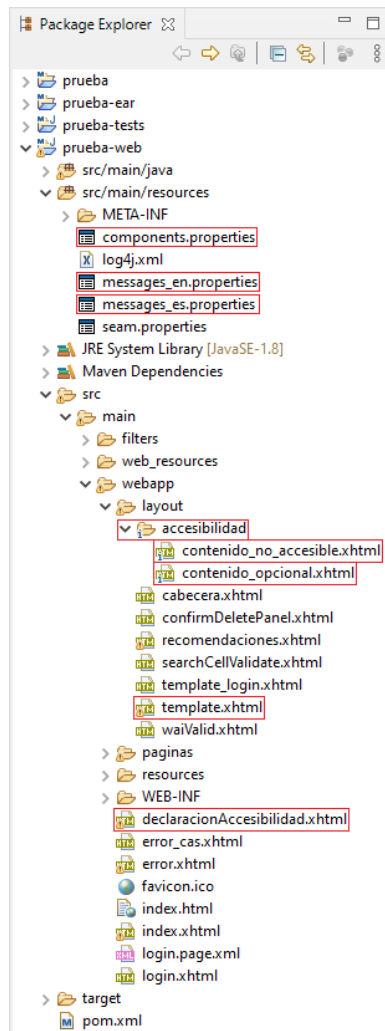 Package Explorer
prueba
prueba-ear
prueba-tests
prueba-web
src/main/java
src/main/resources
META-INF
components.properties
log4j.xml
messages_en.properties
messages_es.properties
seam.properties
JRE System Library [JavaSE-1.8]
Maven Dependencies
src
main
filters
web_resources
webapp
layout
accesibilidad
contenido_no_accesible.xhtml
contenido_opcional.xhtml
cabecera.xhtml
confirmDeletePanel.xhtml
recomendaciones.xhtml
searchCellValidate.xhtml
template_login.xhtml
template.xhtml
waiValid.xhtml
paginas
resources
WEB-INF
declaracionAccesibilidad.xhtml
error_cas.xhtml
error.xhtml
favicon.ico
index.html
index.xhtml
login.page.xml
login.xhtml
target
pom.xml